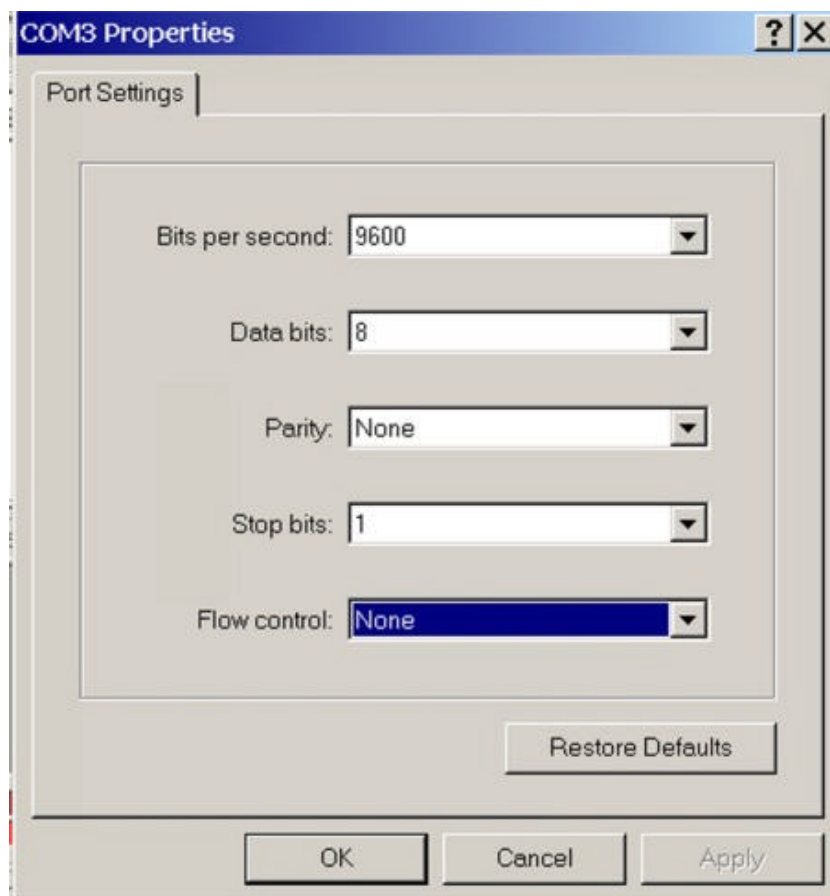 COM3 Properties
Port Settings
Bits per second: 9600
Data bits: 8
Parity: None
Stop bits: 1
Flow control: None
Restore Defaults
OK Cancel Apply